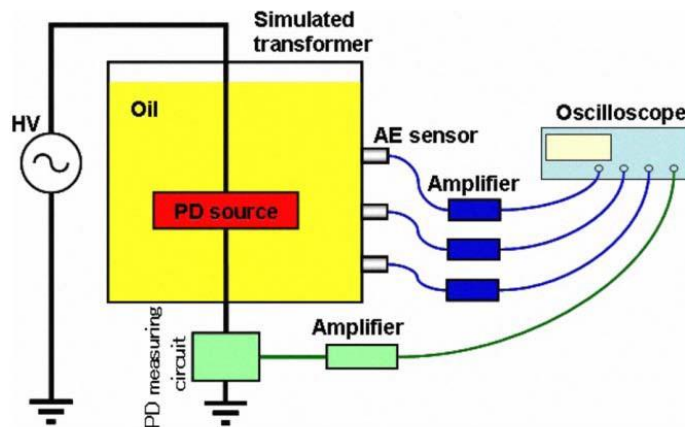 Simulated
transformer
Oil
HV
Oscilloscope
AE sensor
Amplifier
PD source
Amplifier
PD measuring
circuit